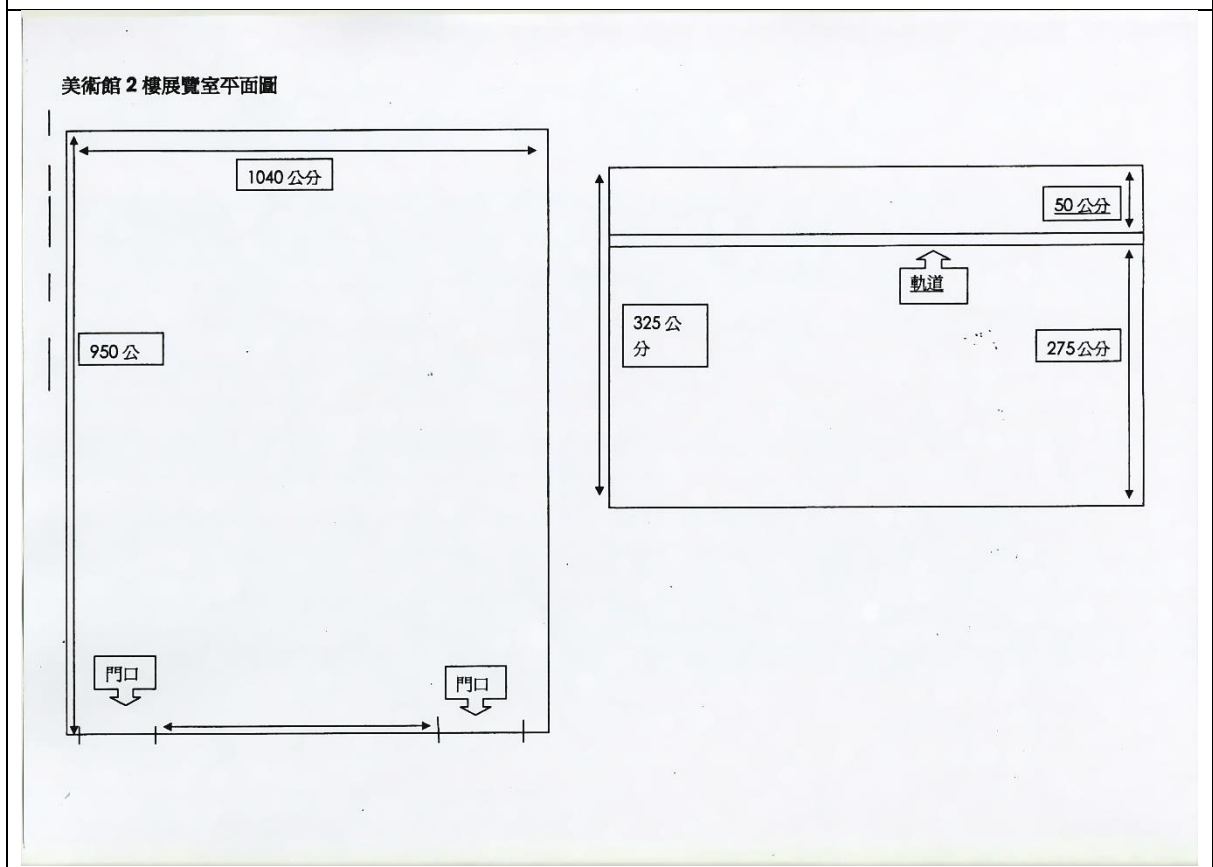 美術館 2 樓展覽室平面圖
1040 公分
950 公
門口
門口
50 公分
軌道
325 公
分
275 公分